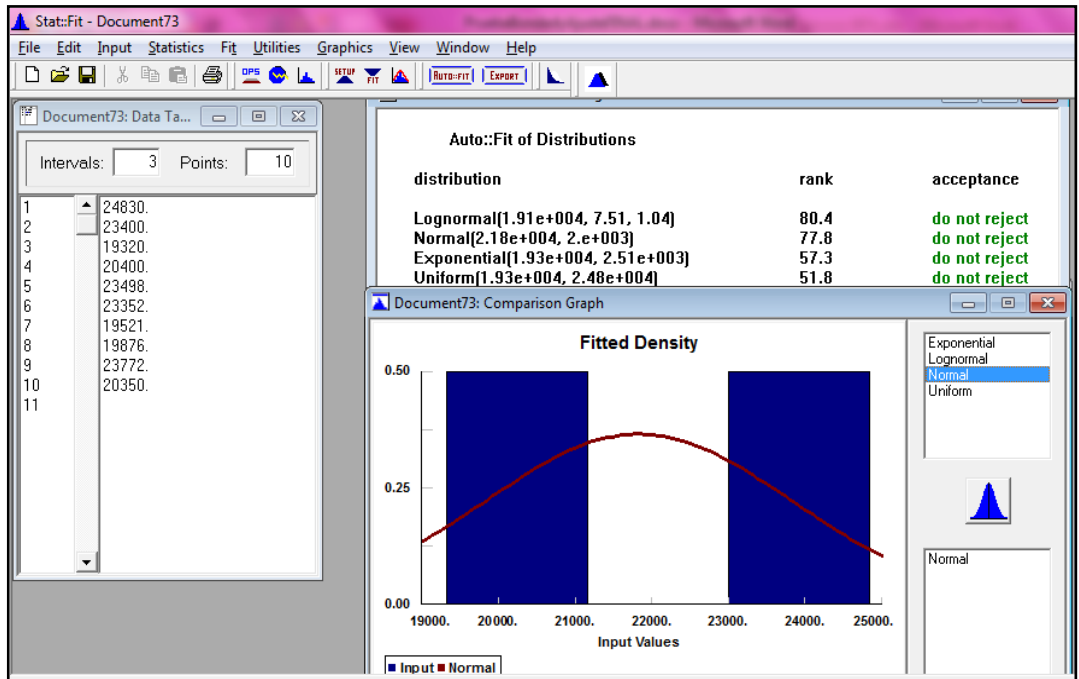 Stat::Fit - Document73
File Edit Input Statistics Fit Utilities Graphics View Window Help
OPS SETUP FIT AUTO::FIT EXPORT
Document73: Data Ta...
Intervals: 3 Points: 10
1 24830.
2 23400.
3 19320.
4 20400.
5 23498.
6 23352.
7 19521.
8 19876.
9 23772.
10 20350.
11
Auto::Fit of Distributions
distribution rank acceptance
Lognormal(1.91e+004, 7.51, 1.04) 80.4 do not reject
Normal(2.18e+004, 2.e+003) 77.8 do not reject
Exponential(1.93e+004, 2.51e+003) 57.3 do not reject
Uniform(1.93e+004, 2.48e+004) 51.8 do not reject
Document73: Comparison Graph
Fitted Density
0.50
0.25
0.00
19000. 20000. 21000. 22000. 23000. 24000. 25000.
Input Values
Input Normal
Exponential
Lognormal
Normal
Uniform
Normal